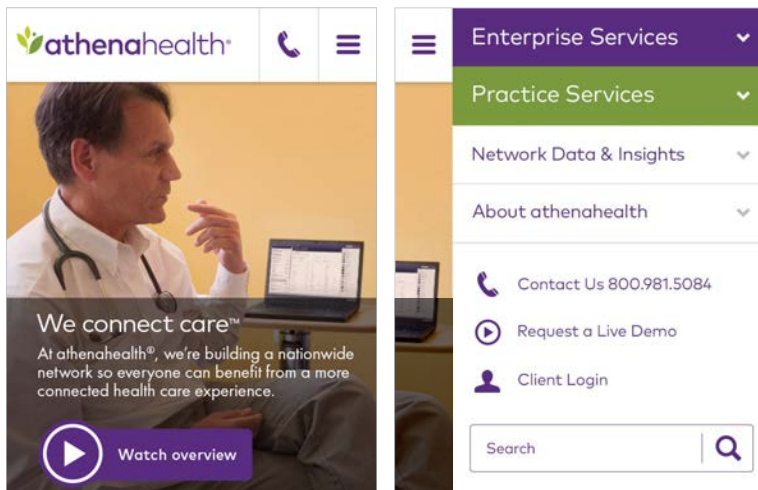 athenahealth®
We connect care™
At athenahealth®, we're building a nationwide
network so everyone can benefit from a more
connected health care experience.
Watch overview
Enterprise Services
Practice Services
Network Data & Insights
About athenahealth
Contact Us 800.981.5084
Request a Live Demo
Client Login
Search